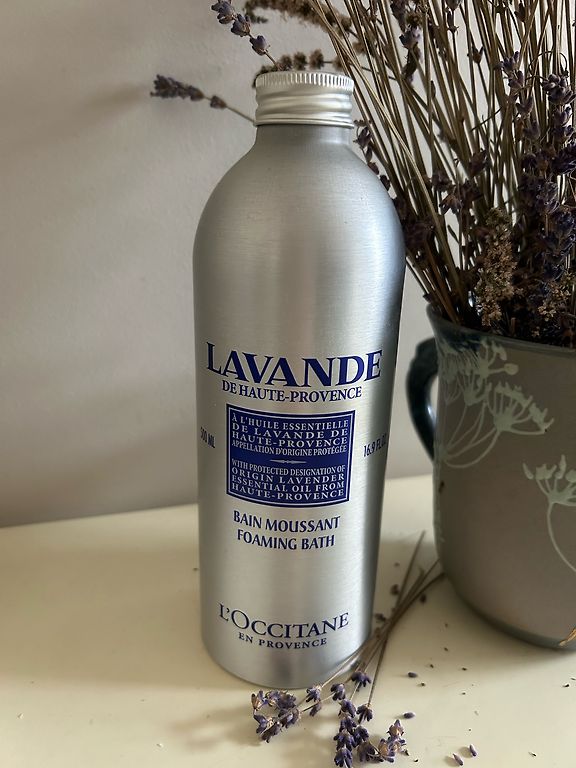 LAVANDE
DE HAUTE-PROVENCE
À L'HUILE ESSENTIELLE
DE LAVANDE DE
HAUTE-PROVENCE
APPELLATION D'ORIGINE PROTÉGÉE
WITH PROTECTED DESIGNATION OF
ORIGIN LAVENDER
ESSENTIAL OIL FROM
HAUTE-PROVENCE
500 ML
16.9 FL
BAIN MOUSSANT
FOAMING BATH
L'OCCITANE
EN PROVENCE